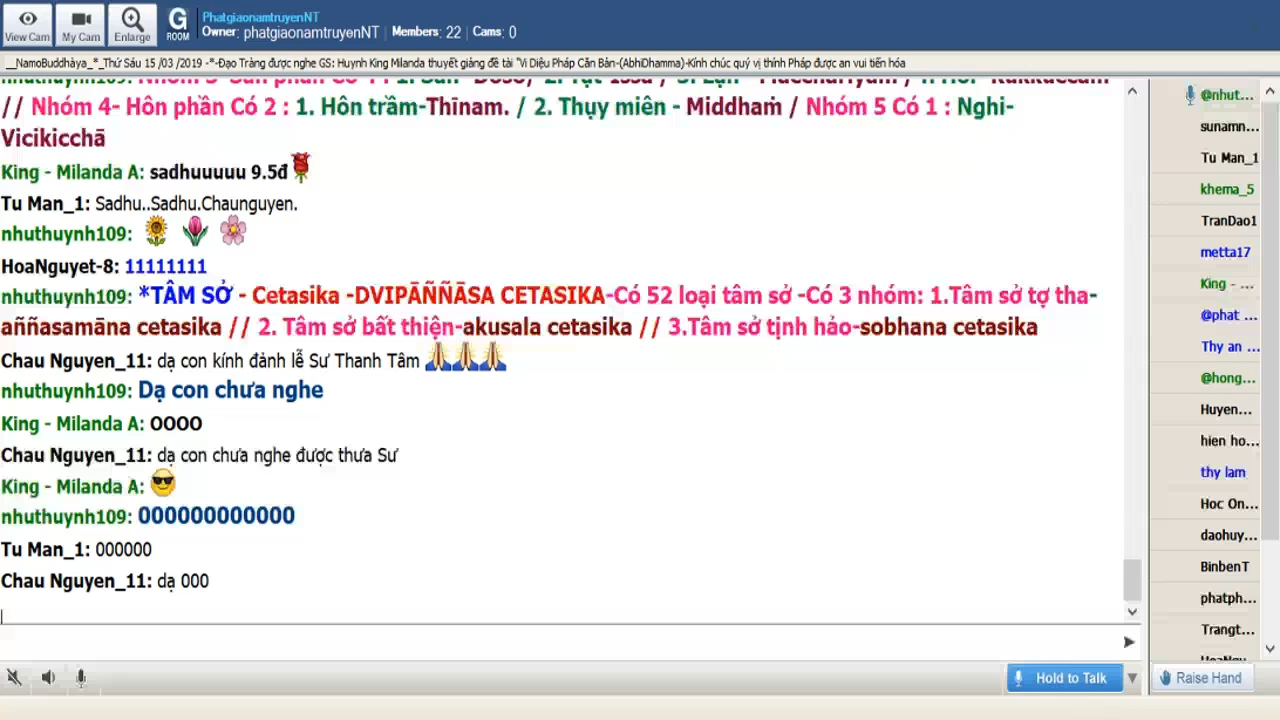 PhatgiaonamtruyenNT
View Cam My Cam Enlarge G ROOM Owner: phatgiaonamtruyenNT | Members: 22 | Cams: 0
__NamoBuddhàya_*_Thứ Sáu 15 /03 /2019 -*-Đạo Tràng được nghe GS: Huynh King Milanda thuyết giảng đề tài "Vi Diệu Pháp Căn Bản-(AbhiDhamma)-Kính chúc quý vị thính Pháp được an vui tiến hóa
// Nhóm 4- Hôn phần Có 2 : 1. Hôn trầm-Thīnam. / 2. Thụy miên - Middhaṁ / Nhóm 5 Có 1 : Nghi-
Vicikicchā
King - Milanda A: sadhuuuuu 9.5đ
Tu Man_1: Sadhu..Sadhu.Chaunguyen.
nhuthuynh109:
HoaNguyet-8: 11111111
nhuthuynh109: *TÂM SỞ - Cetasika -DVIPĀÑÑĀSA CETASIKA-Có 52 loại tâm sở -Có 3 nhóm: 1.Tâm sở tợ tha-
aññasamāna cetasika // 2. Tâm sở bất thiện-akusala cetasika // 3.Tâm sở tịnh hảo-sobhana cetasika
Chau Nguyen_11: dạ con kính đảnh lễ Sư Thanh Tâm
nhuthuynh109: Dạ con chưa nghe
King - Milanda A: OOOO
Chau Nguyen_11: dạ con chưa nghe được thưa Sư
King - Milanda A:
nhuthuynh109: 000000000000
Tu Man_1: 000000
Chau Nguyen_11: dạ 000
@nhut...
sunamn...
Tu Man_1
khema_5
TranDao1
metta17
King - ...
@phat ...
Thy an ...
@hong...
Huyen...
hien ho...
thy lam
Hoc On...
daohuy...
BinbenT
phatph...
Trangt...
Hold to Talk
Raise Hand